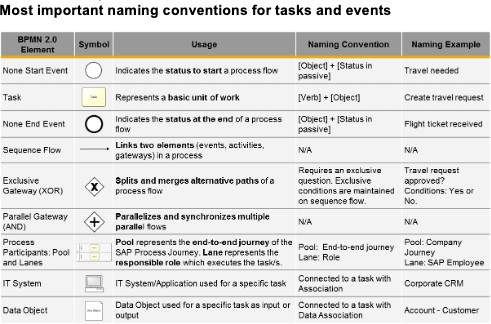 Most important naming conventions for tasks and events
BPMN 2.0
Element
Symbol
Usage
Naming Convention
Naming Example
None Start Event
Indicates the status to start a process flow
[Object] + [Status in
passive]
Travel needed
Task
Represents a basic unit of work
[Verb] + [Object]
Create travel request
None End Event
Indicates the status at the end of a process
flow
[Object] + [Status in
passive]
Flight ticket received
Sequence Flow
Links two elements (events, activities,
gateways) in a process
N/A
N/A
Exclusive
Gateway (XOR)
X
Splits and merges alternative paths of a
process flow
Requires an exclusive
question. Exclusive
conditions are maintained
on sequence flow.
Travel request
approved?
Conditions: Yes or
No.
Parallel Gateway
(AND)
Parallelizes and synchronizes multiple
parallel flows
N/A
N/A
Process
Participants: Pool
and Lanes
Pool represents the end-to-end journey of the
SAP Process Journey. Lane represents the
responsible role which executes the task/s.
Pool: End-to-end journey
Lane: Role
Pool: Company
Journey
Lane: SAP Employee
IT System
IT System/Application used for a specific task
Connected to a task with
Association
Corporate CRM
Data Object
Data Object used for a specific task as input or
output
Connected to a task with
Data Association
Account - Customer